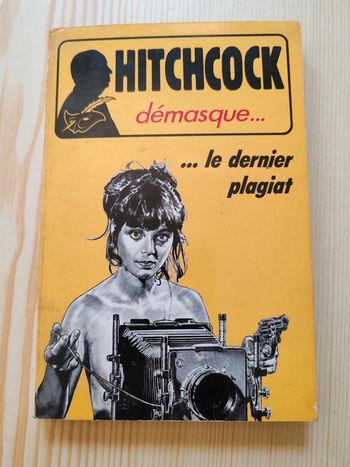 HITCHCOCK
démasque...
... le dernier
plagiat